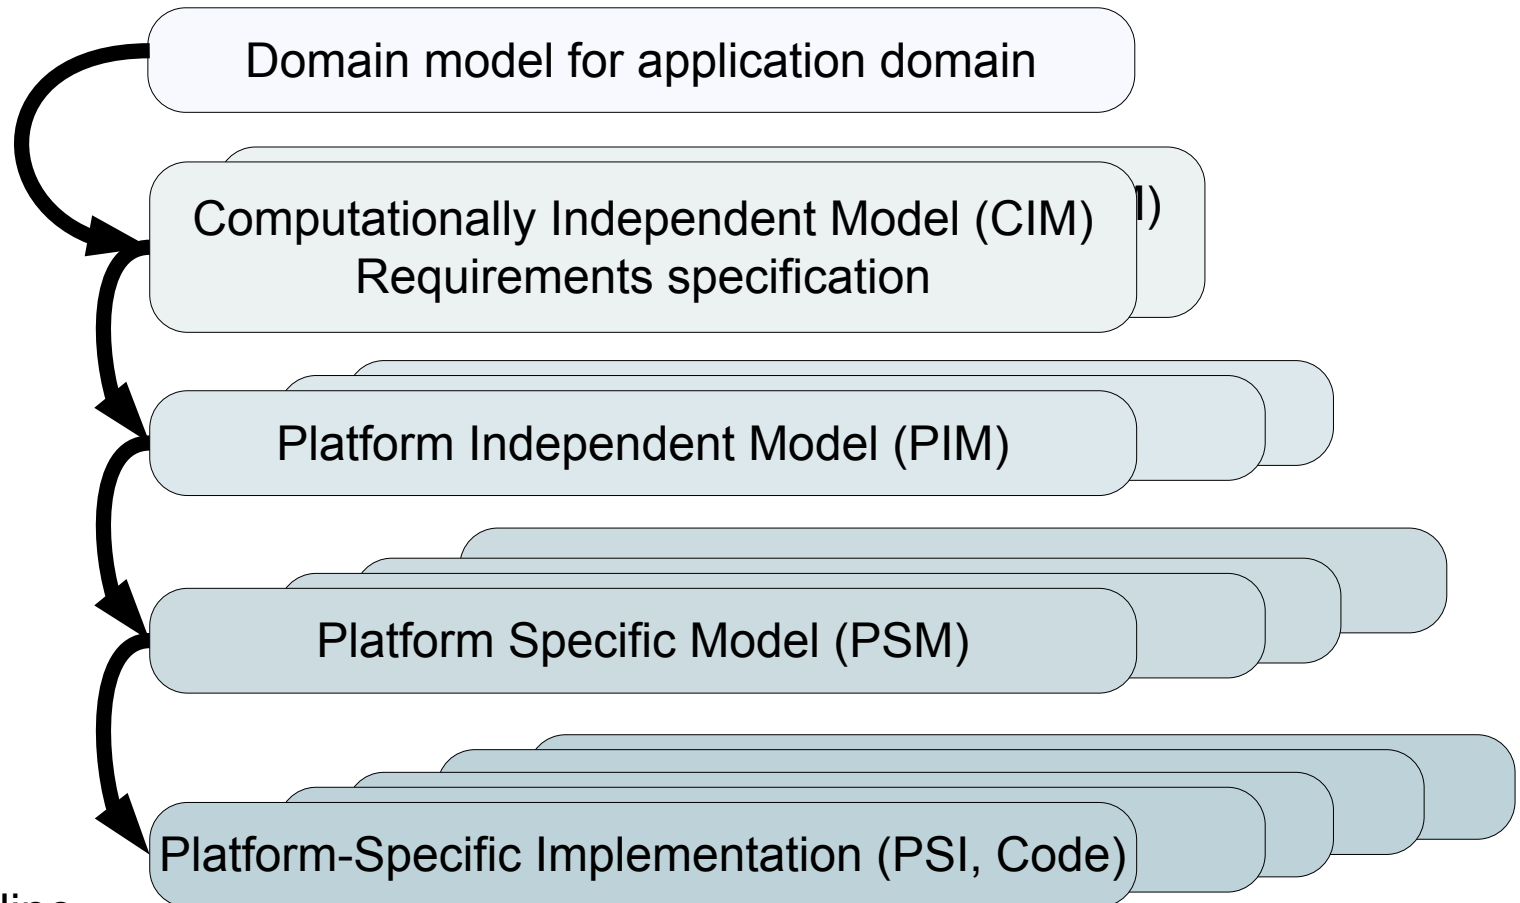 Domain model for application domain
Computationally Independent Model (CIM)
Requirements specification
Platform Independent Model (PIM)
Platform Specific Model (PSM)
Platform-Specific Implementation (PSI, Code)